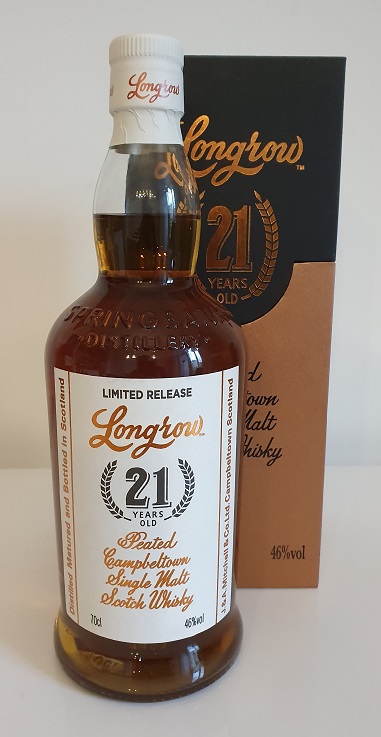 Longrow
Longrow™
21
YEARS
OLD
Peated
Campbeltown
Single Malt
Scotch Whisky
46%vol
SPRINGBANK
DISTILLERY
LIMITED RELEASE
Longrow
21
YEARS
OLD
Peated
Campbeltown
Single Malt
Scotch Whisky
70cl 46%vol
Distilled Matured and Bottled in Scotland
J.&A.Mitchell & Co.Ltd.Campbeltown Scotland